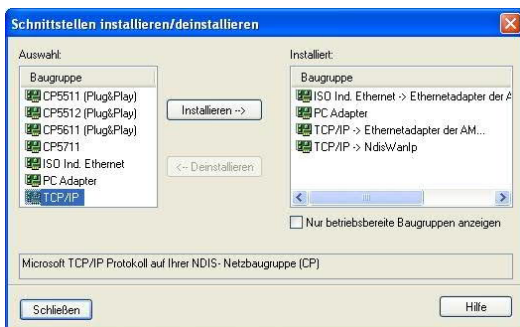 Schnittstellen installieren/deinstallieren
Auswahl:
Baugruppe
CP5511 (Plug&Play)
CP5512 (Plug&Play)
CP5611 (Plug&Play)
CP5711
ISO Ind. Ethernet
PC Adapter
TCP/IP
Installieren -->
<-- Deinstallieren
Installiert:
Baugruppe
ISO Ind. Ethernet -> Ethernetadapter der A
PC Adapter
TCP/IP -> Ethernetadapter der AM...
TCP/IP -> NdisWanIp
Nur betriebsbereite Baugruppen anzeigen
Microsoft TCP/IP Protokoll auf Ihrer NDIS- Netzbaugruppe (CP)
Schließen
Hilfe